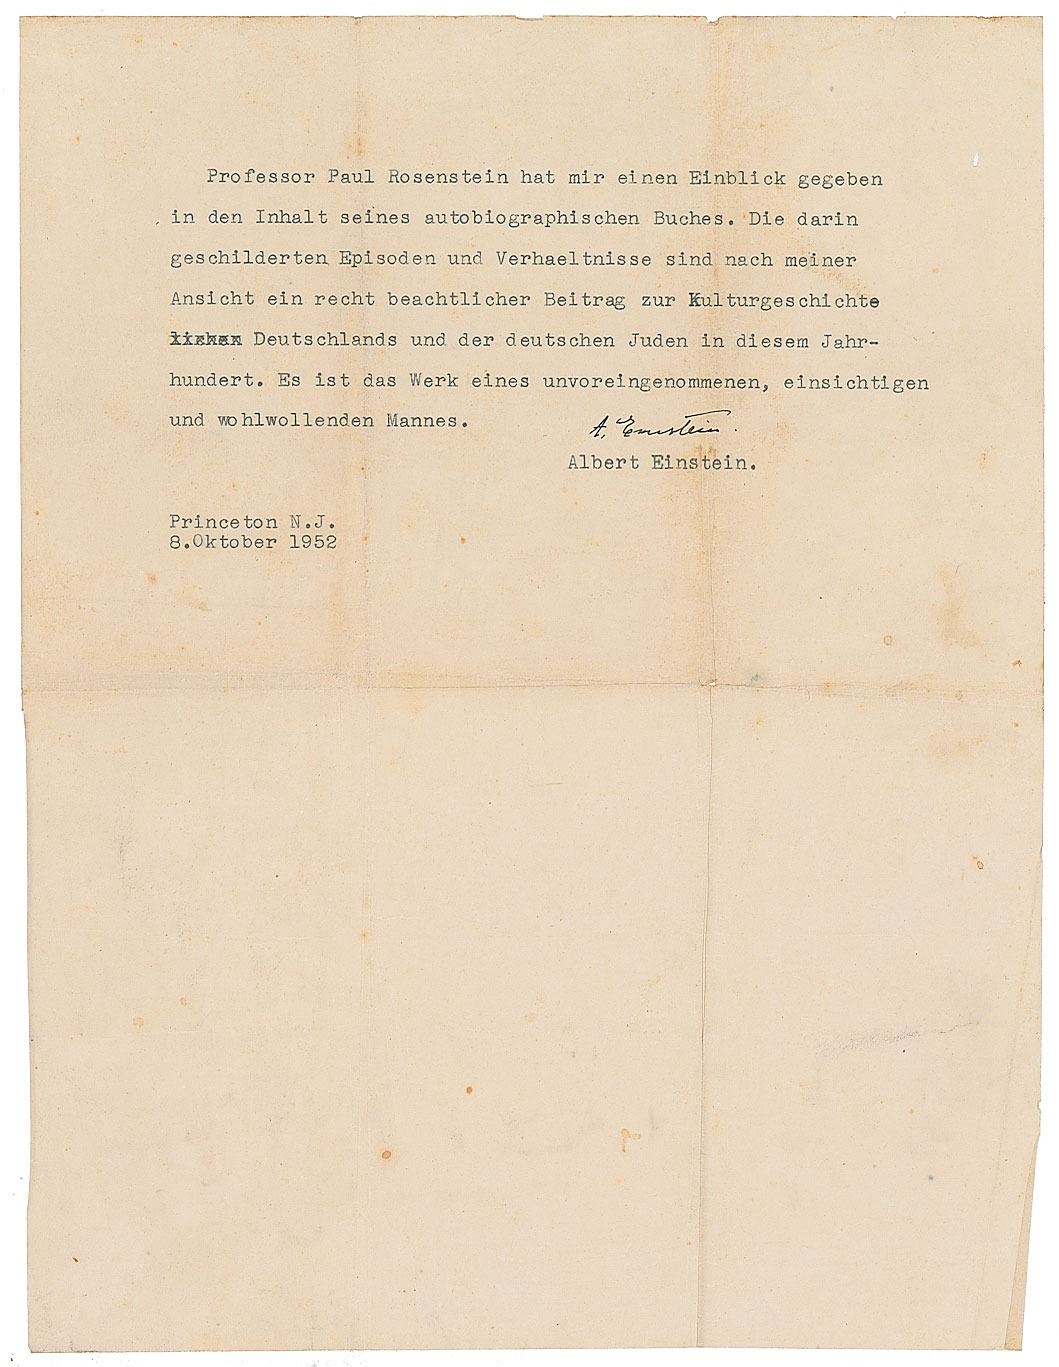 Professor Paul Rosenstein hat mir einen Einblick gegeben
in den Inhalt seines autobiographischen Buches. Die darin
geschilderten Episoden und Verhaeltnisse sind nach meiner
Ansicht ein recht beachtlicher Beitrag zur Kulturgeschichte
Deutschlands und der deutschen Juden in diesem Jahr-
hundert. Es ist das Werk eines unvoreingenommenen, einsichtigen
und wohlwollenden Mannes.
A. Einstein.
Albert Einstein.
Princeton N.J.
8.Oktober 1952